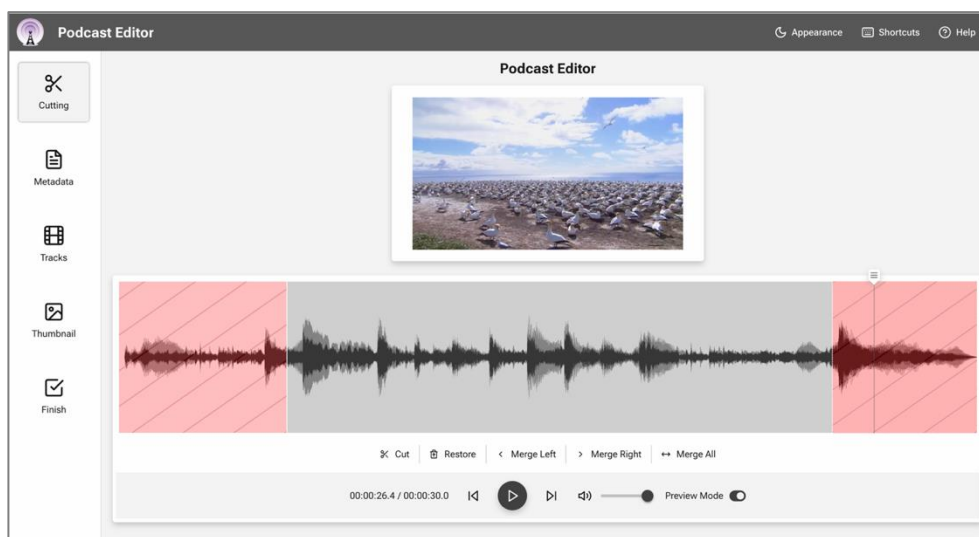 Podcast Editor
Appearance Shortcuts Help
Podcast Editor
Cutting
Metadata
Tracks
Thumbnail
Finish
Cut Restore Merge Left Merge Right Merge All
00:00:26.4 / 00:00:30.0 Preview Mode